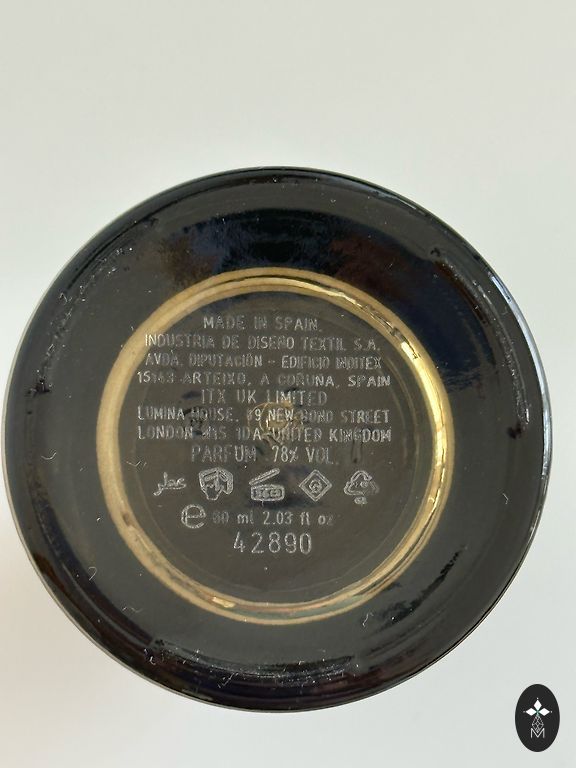 MADE IN SPAIN.
INDUSTRIA DE DISEÑO TEXTIL S.A.
AVDA. DIPUTACIÓN - EDIFICIO INDITEX
15143 ARTEIXO, A CORUÑA, SPAIN
ITX UK LIMITED
LUMINA HOUSE, 89 NEW BOND STREET
LONDON W1S 1DA UNITED KINGDOM
PARFUM 78% VOL.
عطر
e 60 ml 2.03 fl oz
42890
M